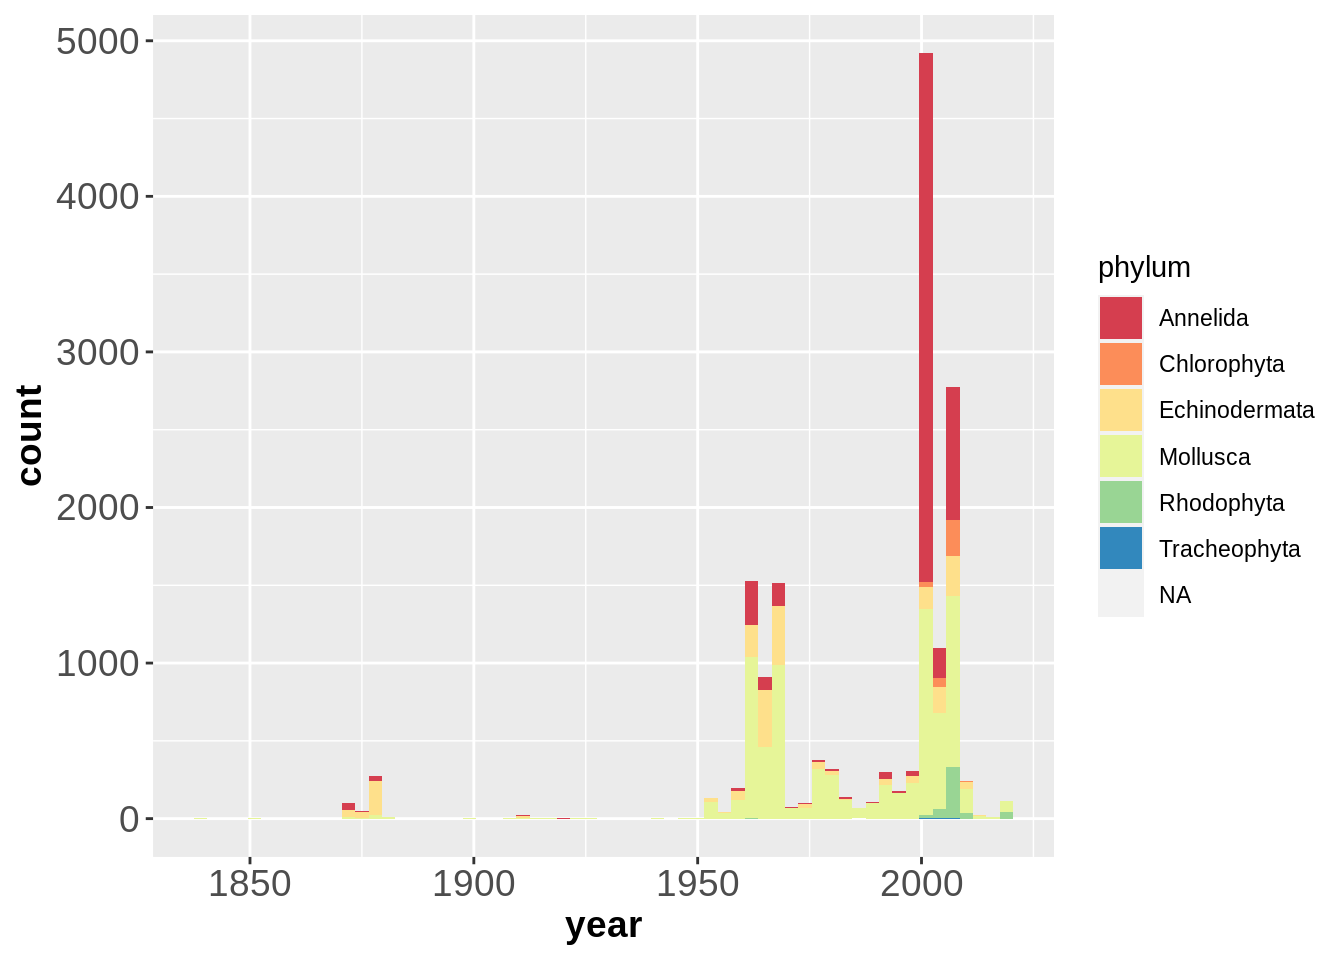 5000
4000
3000
2000
1000
0
count
1850
1900
1950
2000
year
phylum
Annelida
Chlorophyta
Echinodermata
Mollusca
Rhodophyta
Tracheophyta
NA